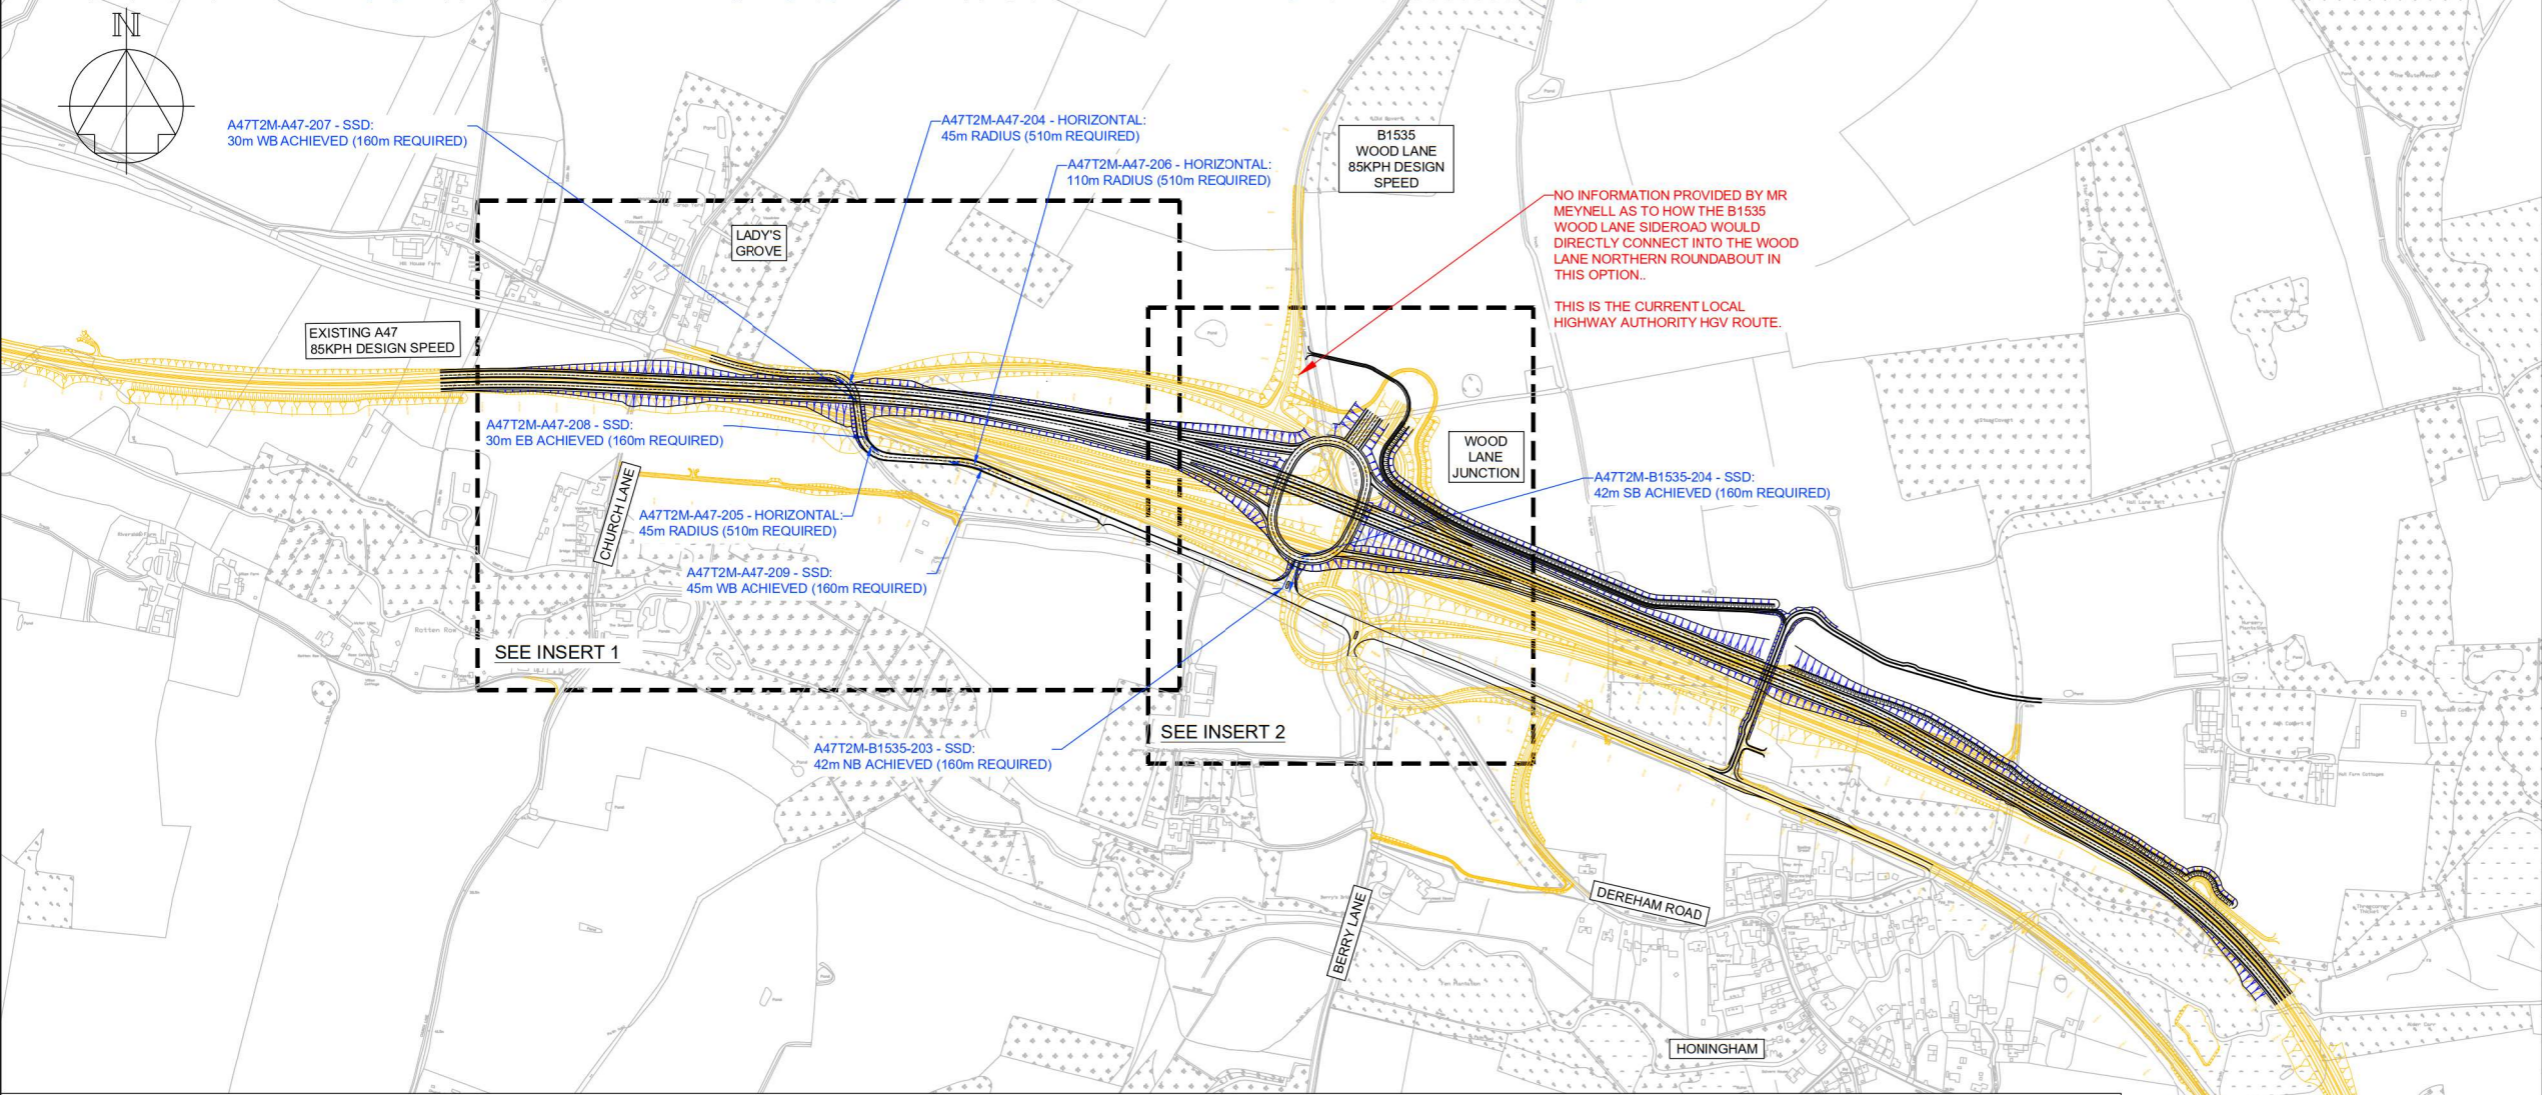 N
A47T2M-A47-207 - SSD:
30m WB ACHIEVED (160m REQUIRED)
A47T2M-A47-204 - HORIZONTAL:
45m RADIUS (510m REQUIRED)
A47T2M-A47-206 - HORIZONTAL:
110m RADIUS (510m REQUIRED)
B1535
WOOD LANE
85KPH DESIGN
SPEED
NO INFORMATION PROVIDED BY MR
MEYNELL AS TO HOW THE B1535
WOOD LANE SIDEROAD WOULD
DIRECTLY CONNECT INTO THE WOOD
LANE NORTHERN ROUNDABOUT IN
THIS OPTION..
THIS IS THE CURRENT LOCAL
HIGHWAY AUTHORITY HGV ROUTE.
LADY'S
GROVE
EXISTING A47
85KPH DESIGN SPEED
A47T2M-A47-208 - SSD:
30m EB ACHIEVED (160m REQUIRED)
WOOD
LANE
JUNCTION
A47T2M-B1535-204 - SSD:
42m SB ACHIEVED (160m REQUIRED)
CHURCH LANE
A47T2M-A47-205 - HORIZONTAL:
45m RADIUS (510m REQUIRED)
A47T2M-A47-209 - SSD:
45m WB ACHIEVED (160m REQUIRED)
Rotten Row
SEE INSERT 1
SEE INSERT 2
A47T2M-B1535-203 - SSD:
42m NB ACHIEVED (160m REQUIRED)
BERRY LANE
DEREHAM ROAD
HONINGHAM